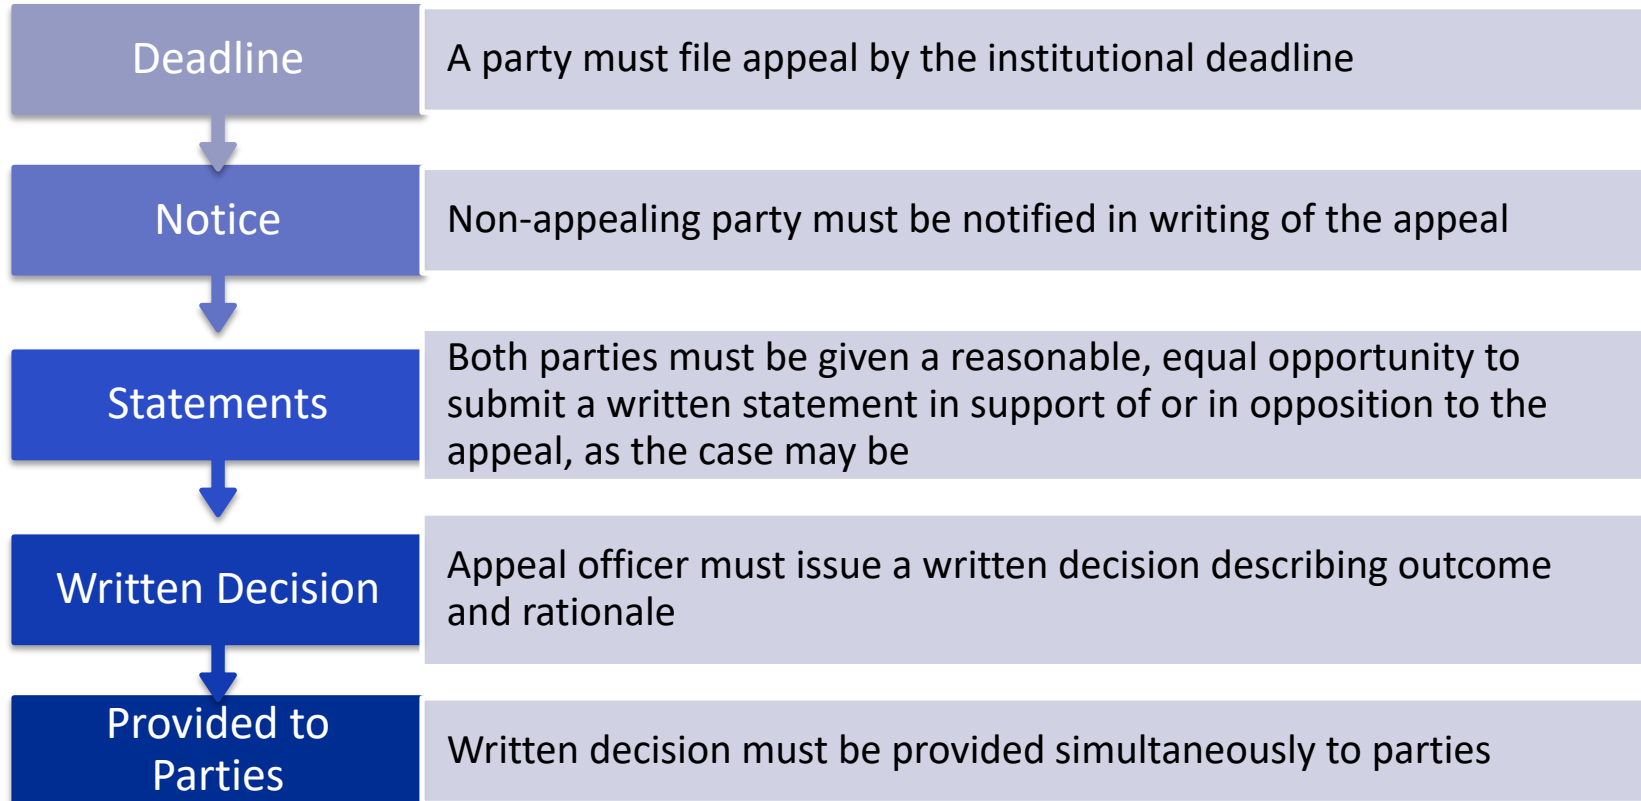 Deadline
A party must file appeal by the institutional deadline
Notice
Non-appealing party must be notified in writing of the appeal
Statements
Both parties must be given a reasonable, equal opportunity to
submit a written statement in support of or in opposition to the
appeal, as the case may be
Written Decision
Appeal officer must issue a written decision describing outcome
and rationale
Provided to
Parties
Written decision must be provided simultaneously to parties